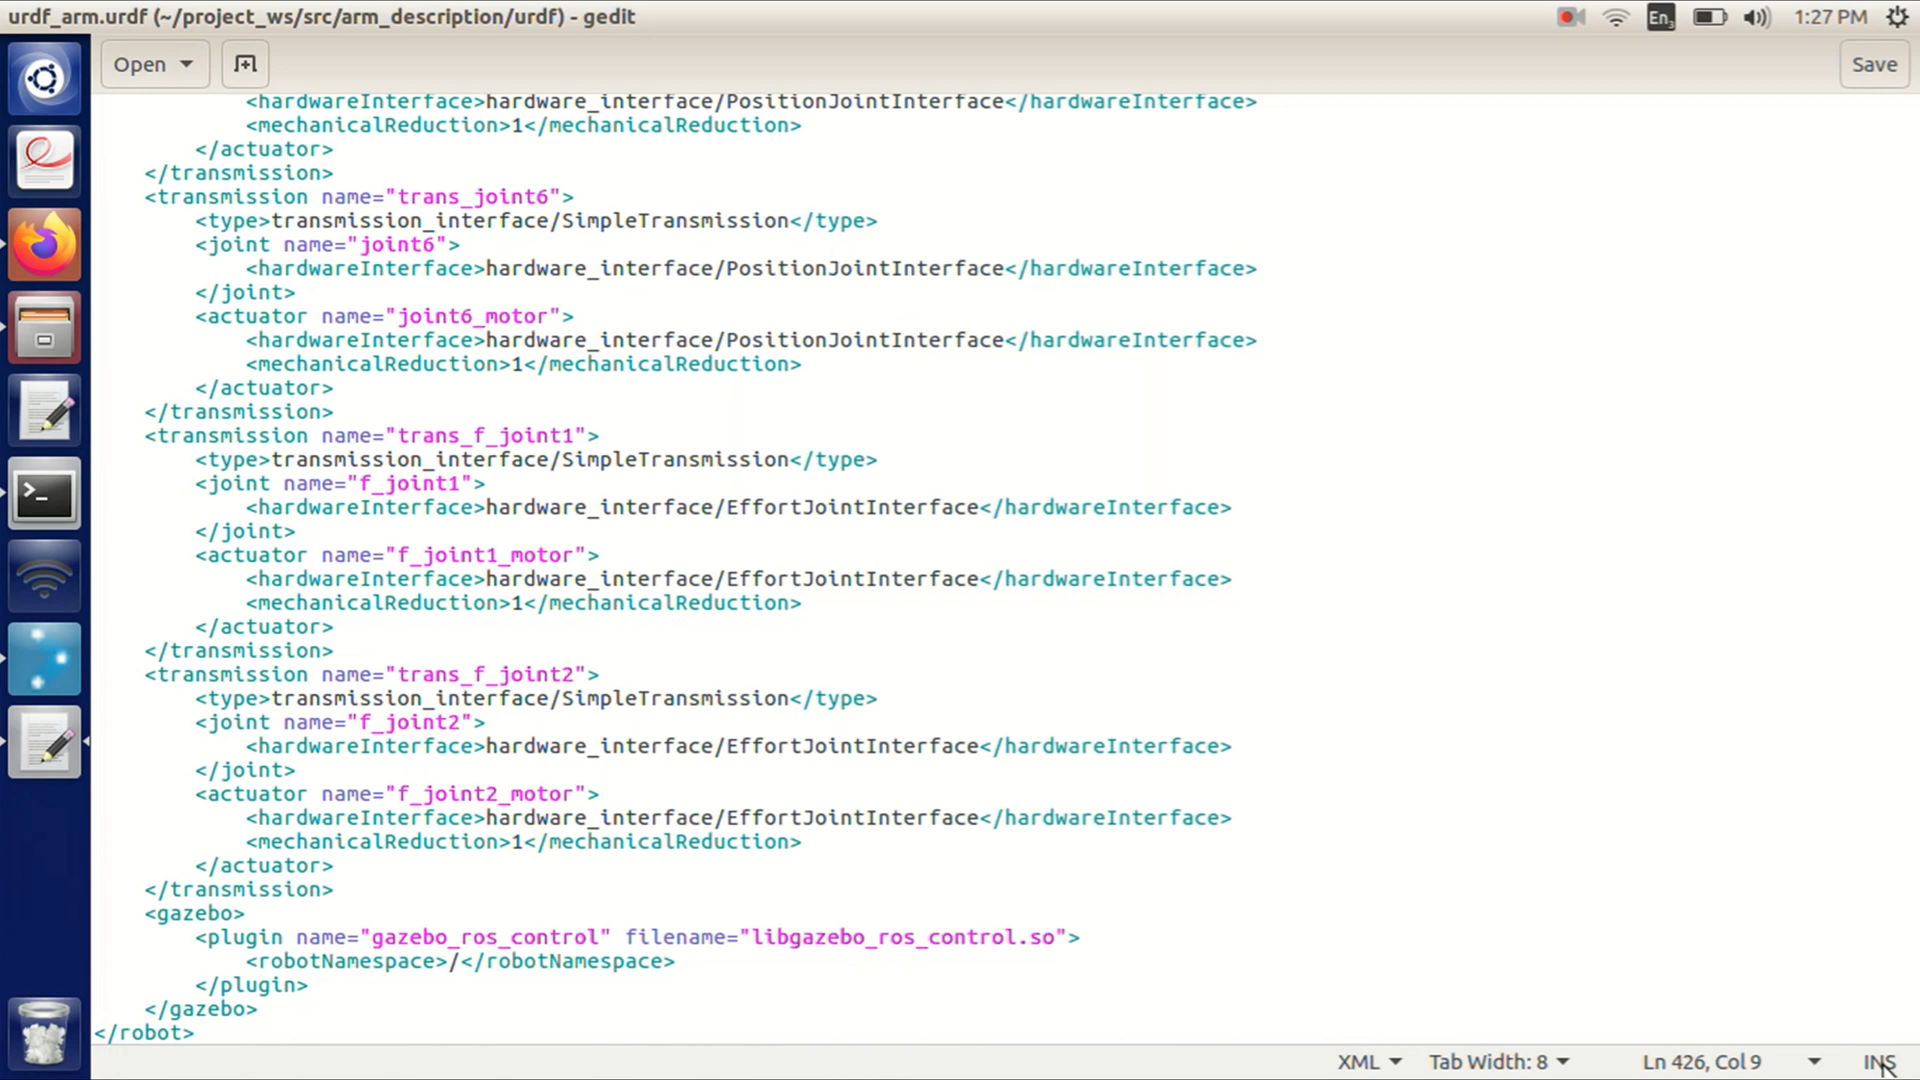 urdf_arm.urdf (~/project_ws/src/arm_description/urdf) - gedit
En3
1:27 PM
Open
Save
<hardwareInterface>hardware_interface/PositionJointInterface</hardwareInterface>
<mechanicalReduction>1</mechanicalReduction>
</actuator>
</transmission>
<transmission name="trans_joint6">
<type>transmission_interface/SimpleTransmission</type>
<joint name="joint6">
<hardwareInterface>hardware_interface/PositionJointInterface</hardwareInterface>
</joint>
<actuator name="joint6_motor">
<hardwareInterface>hardware_interface/PositionJointInterface</hardwareInterface>
<mechanicalReduction>1</mechanicalReduction>
</actuator>
</transmission>
<transmission name="trans_f_joint1">
<type>transmission_interface/SimpleTransmission</type>
<joint name="f_joint1">
<hardwareInterface>hardware_interface/EffortJointInterface</hardwareInterface>
</joint>
<actuator name="f_joint1_motor">
<hardwareInterface>hardware_interface/EffortJointInterface</hardwareInterface>
<mechanicalReduction>1</mechanicalReduction>
</actuator>
</transmission>
<transmission name="trans_f_joint2">
<type>transmission_interface/SimpleTransmission</type>
<joint name="f_joint2">
<hardwareInterface>hardware_interface/EffortJointInterface</hardwareInterface>
</joint>
<actuator name="f_joint2_motor">
<hardwareInterface>hardware_interface/EffortJointInterface</hardwareInterface>
<mechanicalReduction>1</mechanicalReduction>
</actuator>
</transmission>
<gazebo>
<plugin name="gazebo_ros_control" filename="libgazebo_ros_control.so">
<robotNamespace>/</robotNamespace>
</plugin>
</gazebo>
</robot>
XML
Tab Width: 8
Ln 426, Col 9
INS